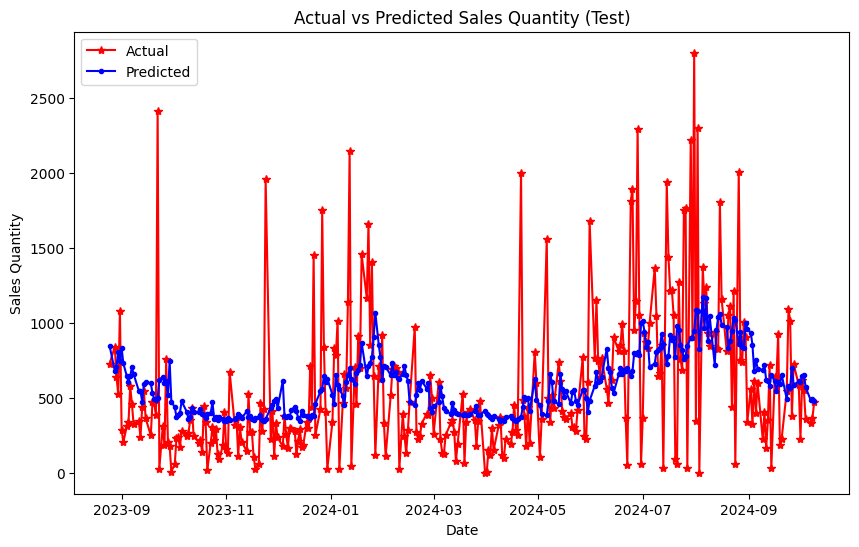 Actual vs Predicted Sales Quantity (Test)
Actual
Predicted
Sales Quantity
2500
2000
1500
1000
500
0
2023-09 2023-11 2024-01 2024-03 2024-05 2024-07 2024-09
Date